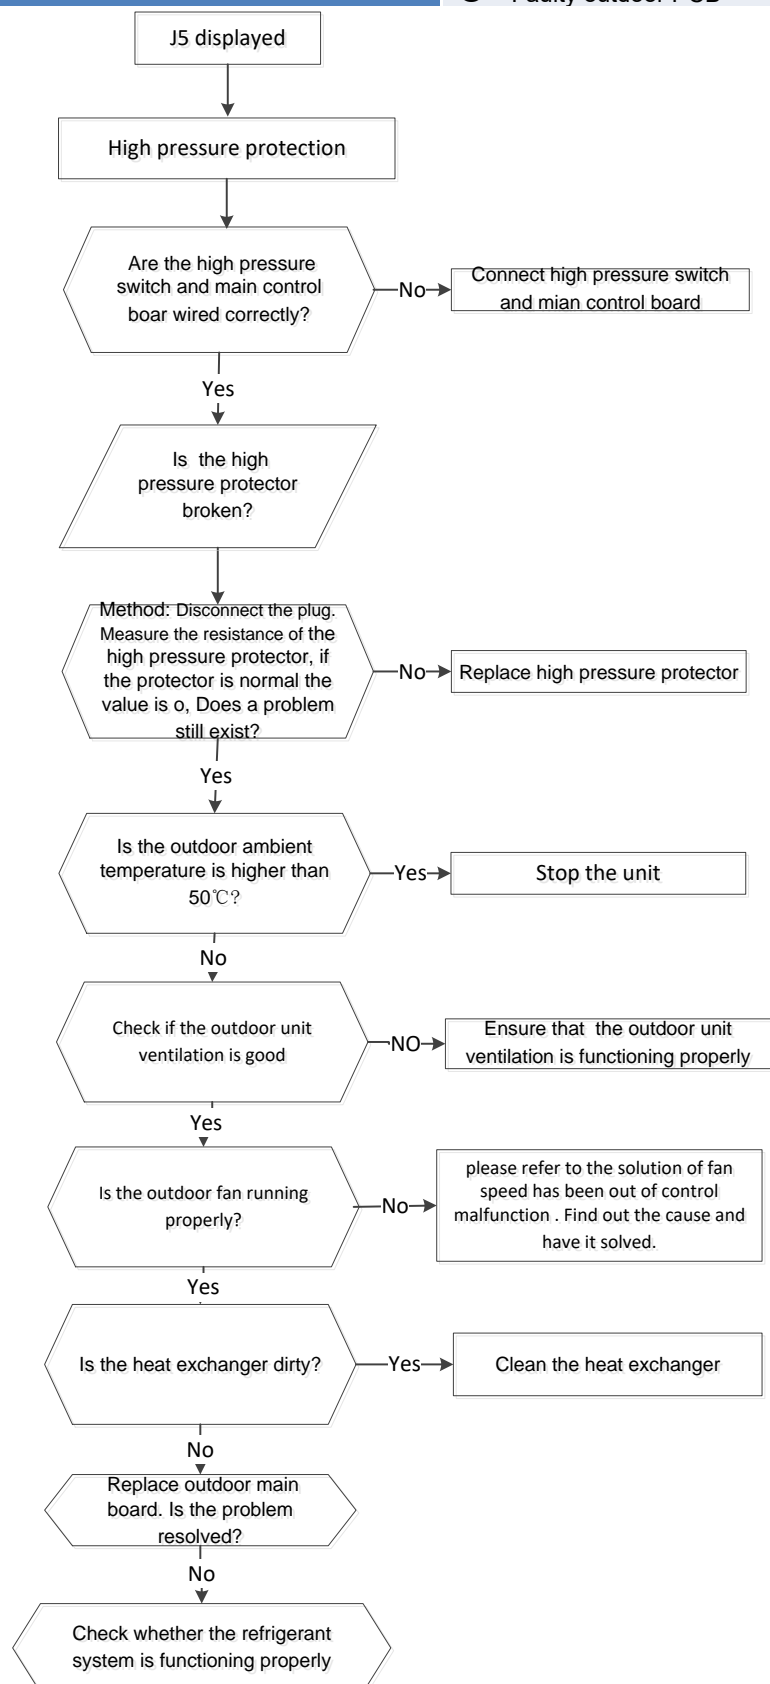 J5 displayed
High pressure protection
Are the high pressure
switch and main control
boar wired correctly?
No
Connect high pressure switch
and mian control board
Yes
Is the high
pressure protector
broken?
Method: Disconnect the plug.
Measure the resistance of the
high pressure protector, if
the protector is normal the
value is o, Does a problem
still exist?
No
Replace high pressure protector
Yes
Is the outdoor ambient
temperature is higher than
50℃?
Yes
Stop the unit
No
Check if the outdoor unit
ventilation is good
NO
Ensure that the outdoor unit
ventilation is functioning properly
Yes
Is the outdoor fan running
properly?
No
please refer to the solution of fan
speed has been out of control
malfunction . Find out the cause and
have it solved.
Yes
Is the heat exchanger dirty?
Yes
Clean the heat exchanger
No
Replace outdoor main
board. Is the problem
resolved?
No
Check whether the refrigerant
system is functioning properly